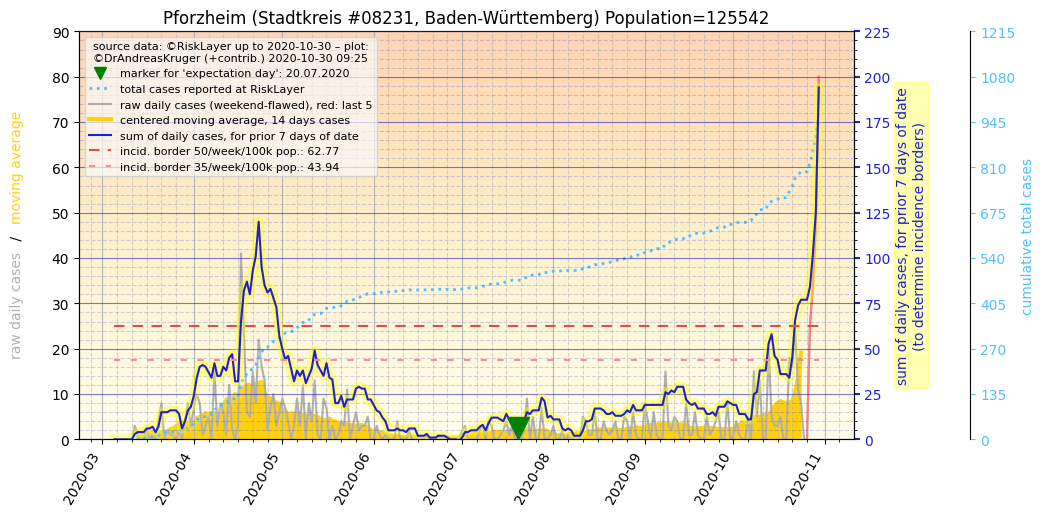 Pforzheim (Stadtkreis #08231, Baden-Württemberg) Population=125542
source data: ©RiskLayer up to 2020-10-30 – plot:
©DrAndreasKruger (+contrib.) 2020-10-30 09:25
marker for 'expectation day': 20.07.2020
total cases reported at RiskLayer
raw daily cases (weekend-flawed), red: last 5
centered moving average, 14 days cases
sum of daily cases, for prior 7 days of date
incid. border 50/week/100k pop.: 62.77
incid. border 35/week/100k pop.: 43.94
raw daily cases / moving average
90
80
70
60
50
40
30
20
10
0
2020-03
2020-04
2020-05
2020-06
2020-07
2020-08
2020-09
2020-10
2020-11
225
200
175
150
125
100
75
50
25
0
sum of daily cases, for prior 7 days of date
(to determine incidence borders)
1215
1080
945
810
675
540
405
270
135
0
cumulative total cases